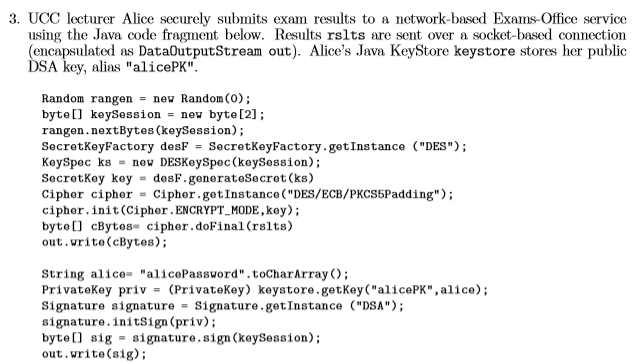 3. UCC lecturer Alice securely submits exam results to a network-based Exams-Office service
using the Java code fragment below. Results rslts are sent over a socket-based connection
(encapsulated as DataOutputStream out). Alice's Java KeyStore keystore stores her public
DSA key, alias "alicePK".
Random rangen = new Random(0);
byte[] keySession = new byte[2];
rangen.nextBytes(keySession);
SecretKeyFactory desF = SecretKeyFactory.getInstance ("DES");
KeySpec ks = new DESKeySpec(keySession);
SecretKey key = desF.generateSecret(ks)
Cipher cipher = Cipher.getInstance("DES/ECB/PKCS5Padding");
cipher.init(Cipher.ENCRYPT_MODE,key);
byte[] cBytes= cipher.doFinal(rslts)
out.write(cBytes);
String alice= "alicePassword".toCharArray();
PrivateKey priv = (PrivateKey) keystore.getKey("alicePK",alice);
Signature signature = Signature.getInstance ("DSA");
signature.initSign(priv);
byte[] sig = signature.sign(keySession);
out.write(sig);